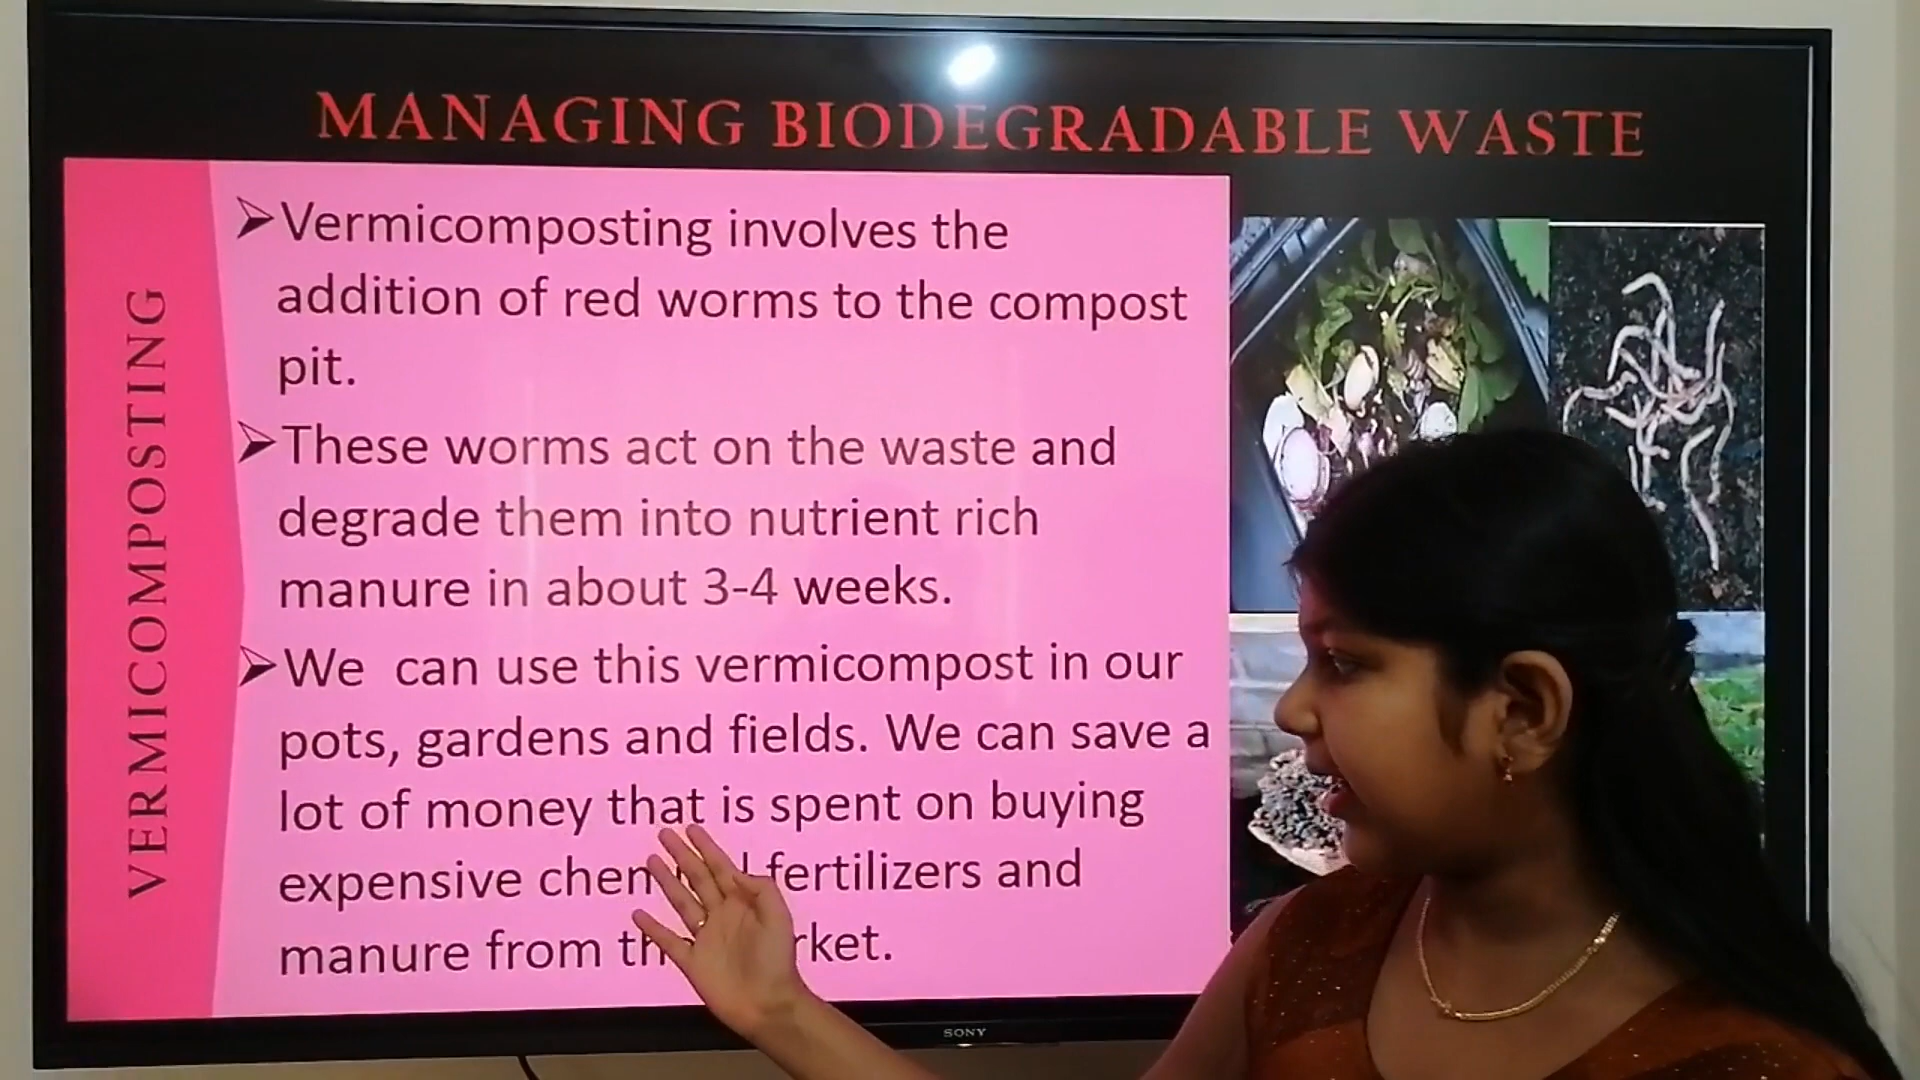 MANAGING BIODEGRADABLE WASTE
VERMICOMPOSTING
Vermicomposting involves the
addition of red worms to the compost
pit.
These worms act on the waste and
degrade them into nutrient rich
manure in about 3-4 weeks.
We can use this vermicompost in our
pots, gardens and fields. We can save a
lot of money that is spent on buying
expensive fertilizers and
manure from
SONY